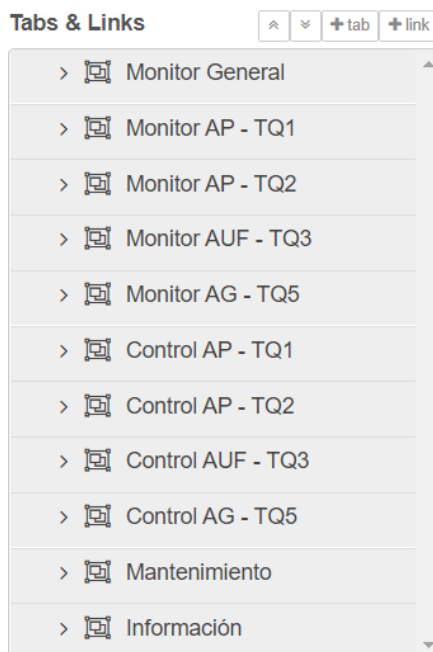 Tabs & Links
+ tab
+ link
Monitor General
Monitor AP - TQ1
Monitor AP - TQ2
Monitor AUF - TQ3
Monitor AG - TQ5
Control AP - TQ1
Control AP - TQ2
Control AUF - TQ3
Control AG - TQ5
Mantenimiento
Información